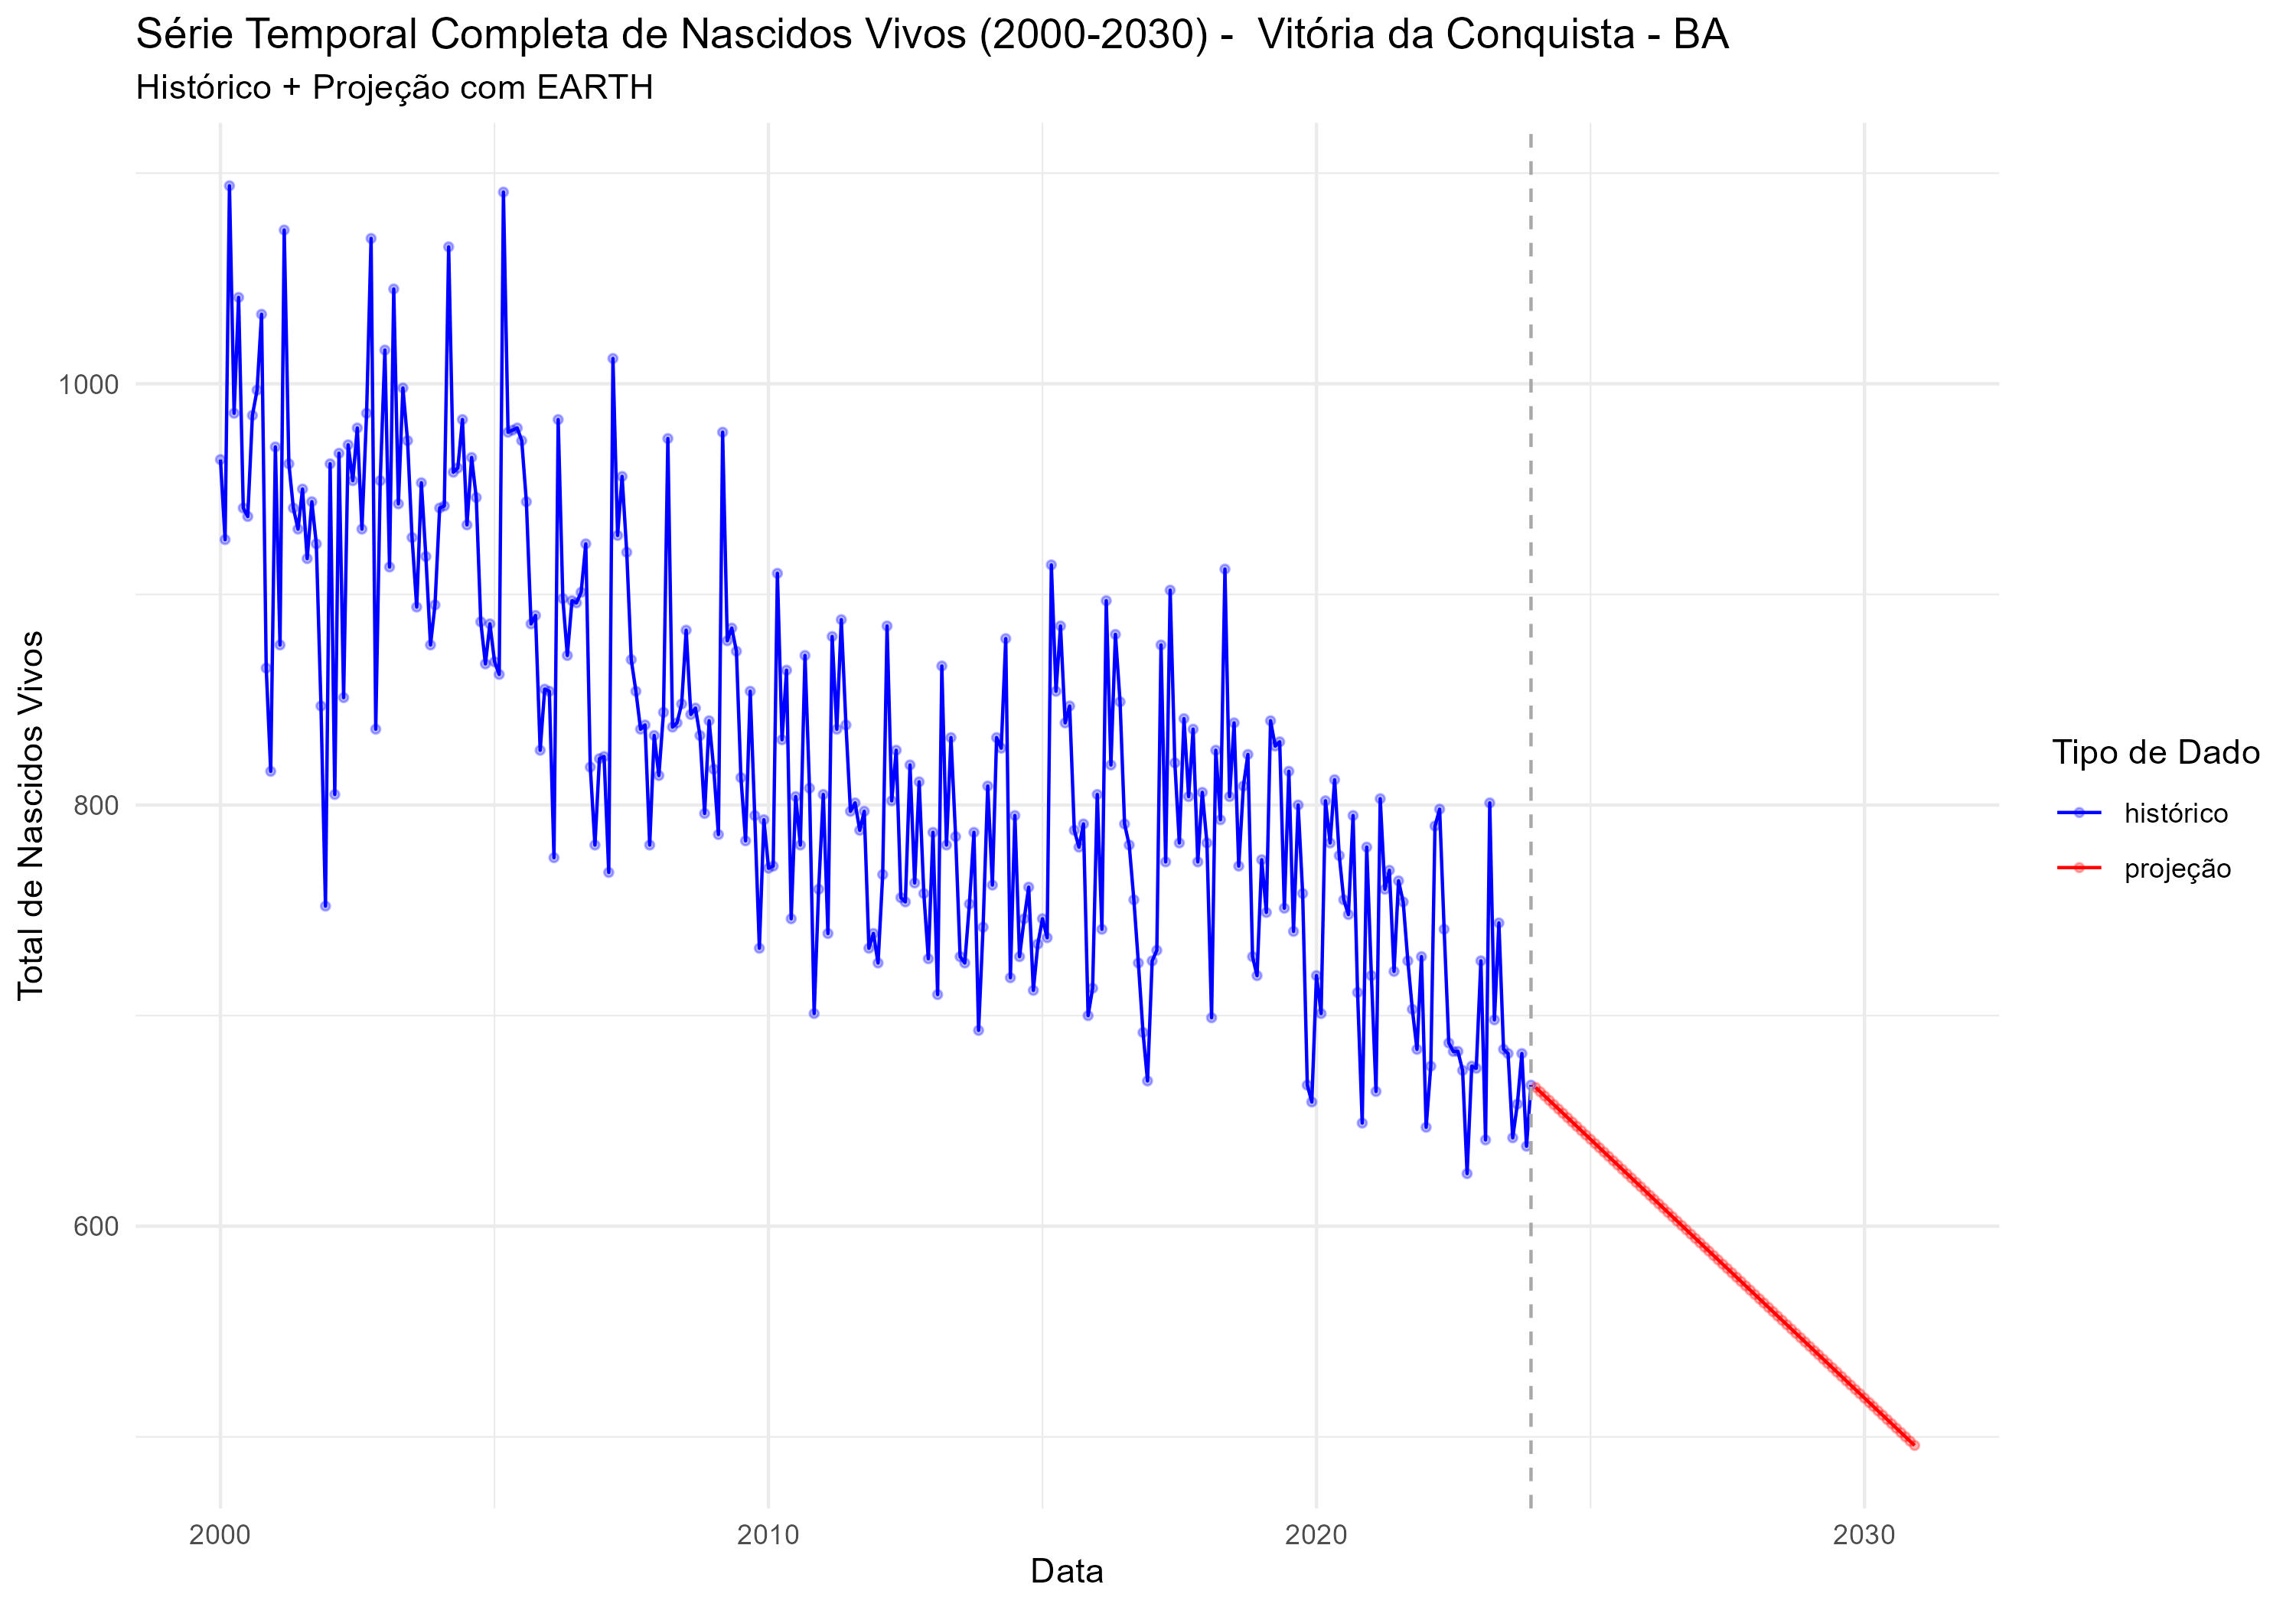 Série Temporal Completa de Nascidos Vivos (2000-2030) -  Vitória da Conquista - BA
Histórico + Projeção com EARTH
Total de Nascidos Vivos
1000
800
600
2000
2010
2020
2030
Data
Tipo de Dado
histórico
projeção